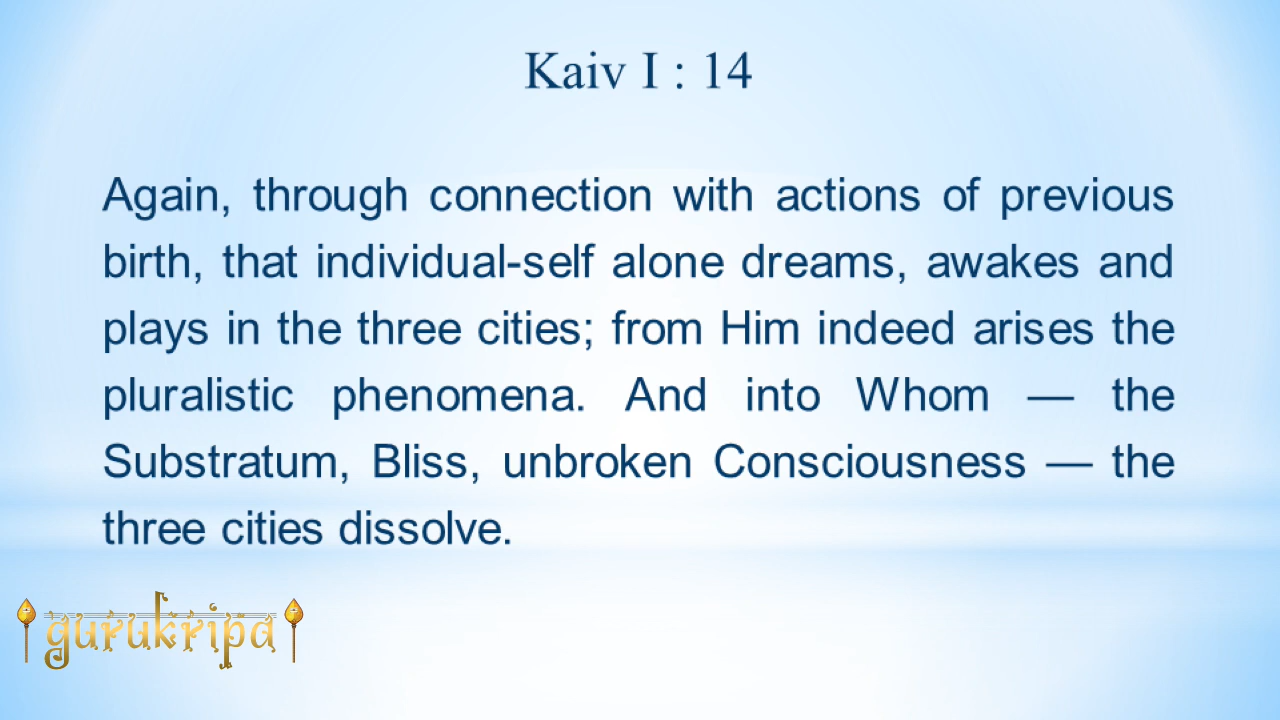 Kaiv I : 14
Again, through connection with actions of previous
birth, that individual-self alone dreams, awakes and
plays in the three cities; from Him indeed arises the
pluralistic phenomena. And into Whom — the
Substratum, Bliss, unbroken Consciousness — the
three cities dissolve.
gurukripa